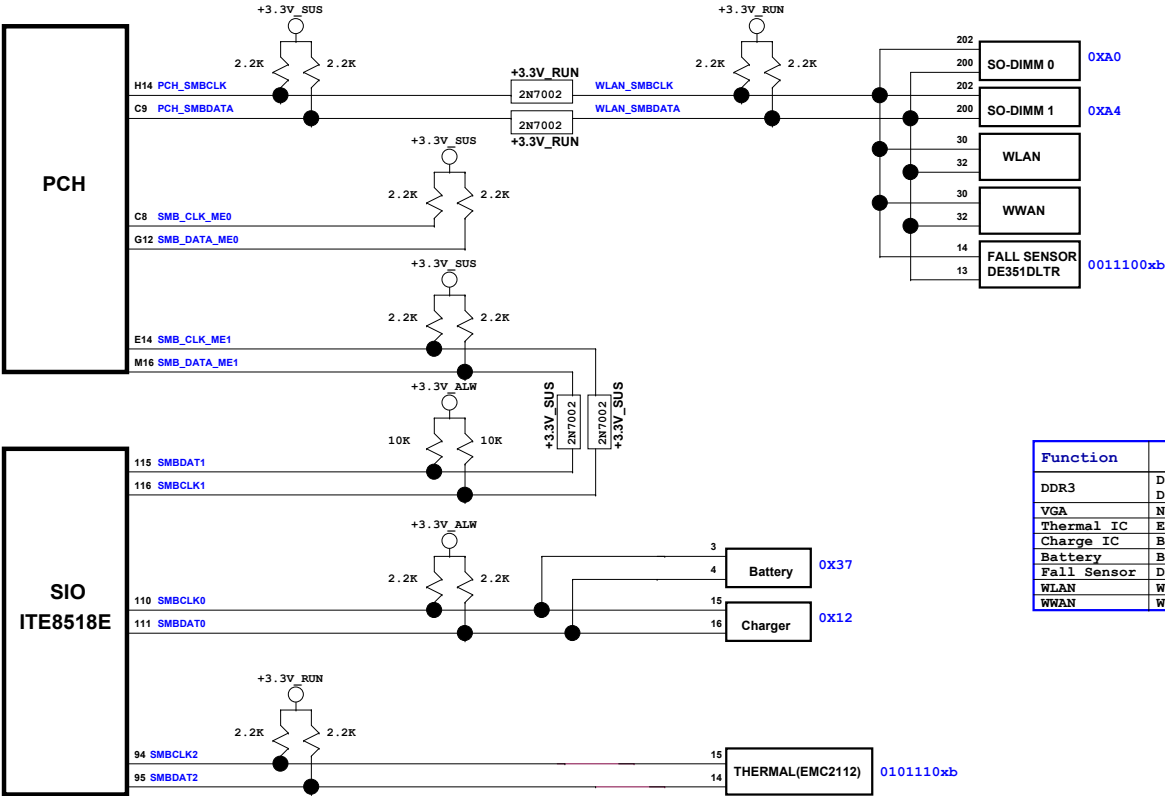 +3.3V_SUS
+3.3V_RUN
2.2K 2.2K
2.2K 2.2K
202
200
SO-DIMM 0
0XA0
H14 PCH_SMBCLK
+3.3V_RUN
2N7002
WLAN_SMBCLK
C9 PCH_SMBDATA
2N7002
+3.3V_RUN
WLAN_SMBDATA
202
200
SO-DIMM 1
0XA4
PCH
30
32
WLAN
+3.3V_SUS
2.2K 2.2K
30
32
WWAN
C8 SMB_CLK_ME0
G12 SMB_DATA_ME0
14
13
FALL SENSOR
DE351DLTR
0011100xb
+3.3V_SUS
2.2K 2.2K
E14 SMB_CLK_ME1
M16 SMB_DATA_ME1
+3.3V_ALW
10K 10K
+3.3V_SUS
2N7002
2N7002
+3.3V_SUS
115 SMBDAT1
116 SMBCLK1
SIO
ITE8518E
+3.3V_ALW
2.2K 2.2K
110 SMBCLK0
111 SMBDAT0
3
4
Battery
0X37
15
16
Charger
0X12
+3.3V_RUN
2.2K 2.2K
94 SMBCLK2
95 SMBDAT2
15
14
THERMAL(EMC2112)
0101110xb
Function
DDR3 D
D
VGA N
Thermal IC E
Charge IC B
Battery B
Fall Sensor D
WLAN W
WWAN W